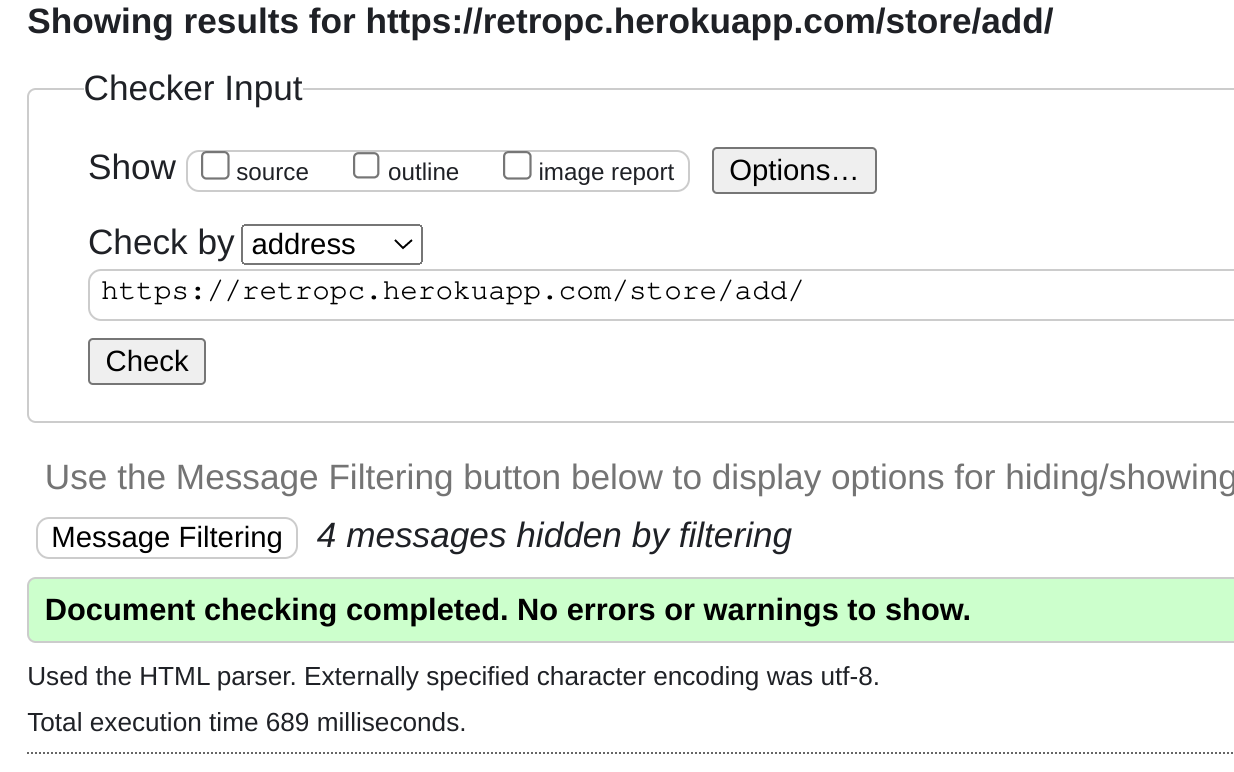 Showing results for https://retropc.herokuapp.com/store/add/
Checker Input
Show source outline image report Options…
Check by address
https://retropc.herokuapp.com/store/add/
Check
Use the Message Filtering button below to display options for hiding/showing
Message Filtering 4 messages hidden by filtering
Document checking completed. No errors or warnings to show.
Used the HTML parser. Externally specified character encoding was utf-8.
Total execution time 689 milliseconds.